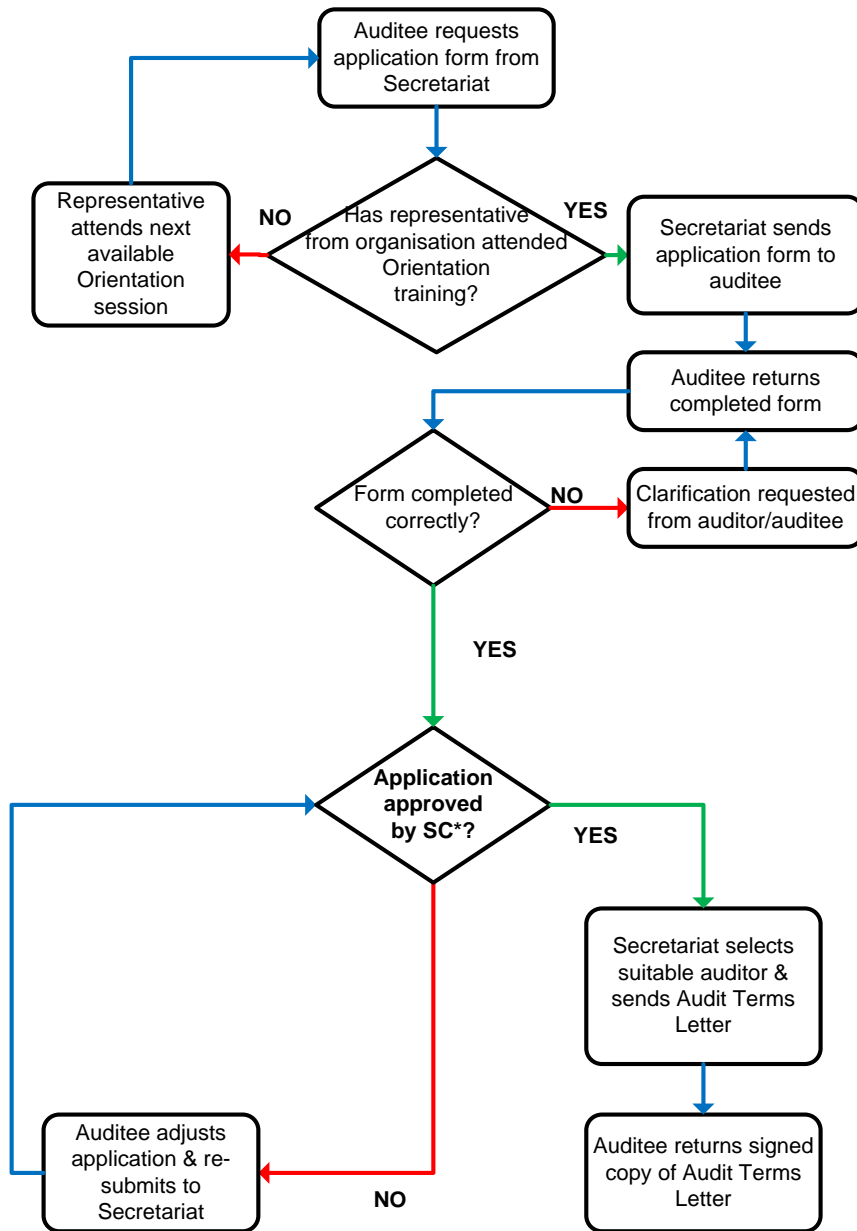 Auditee requests
application form from
Secretariat
NO
YES
Representative
attends next
available
Orientation
session
Has representative
from organisation attended
Orientation
training?
Secretariat sends
application form to
auditee
Auditee returns
completed form
Form completed
correctly?
NO
Clarification requested
from auditor/auditee
YES
Application
approved
by SC*?
YES
Secretariat selects
suitable auditor &
sends Audit Terms
Letter
Auditee adjusts
application & re-
submits to
Secretariat
NO
Auditee returns signed
copy of Audit Terms
Letter